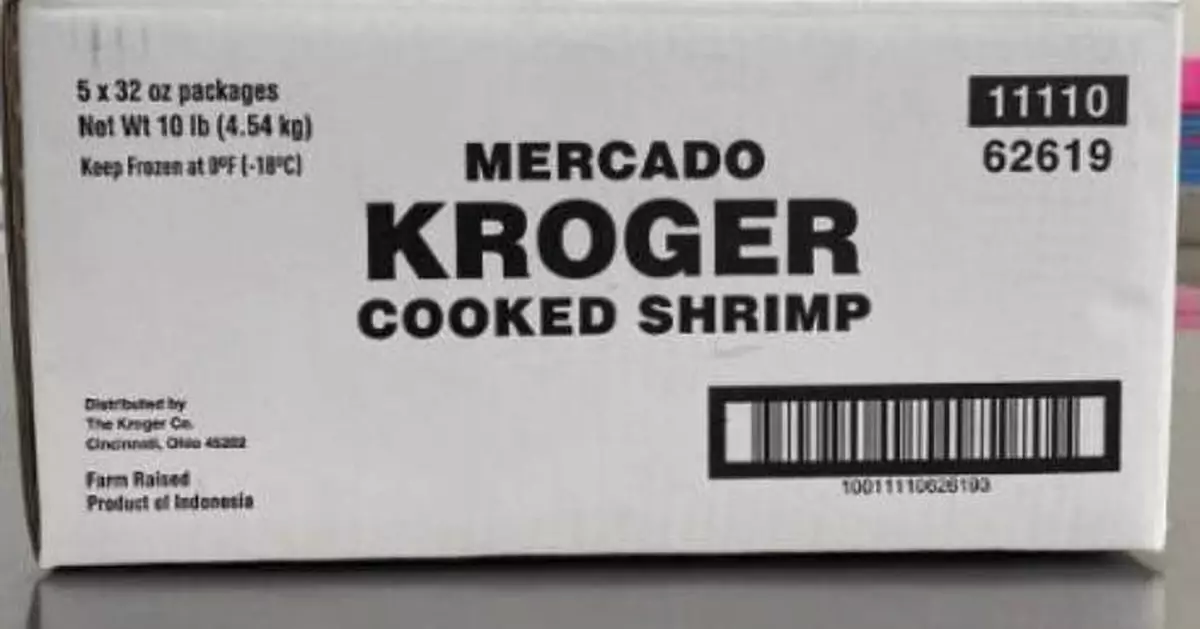 5 x 32 oz packages
Net Wt 10 lb (4.54 kg)
Keep Frozen at 0ºF (-18ºC)
11110
62619
MERCADO
KROGER
COOKED SHRIMP
Distributed by
The Kroger Co.
Cincinnati, Ohio 45202
Farm Raised
Product of Indonesia
10011110626193